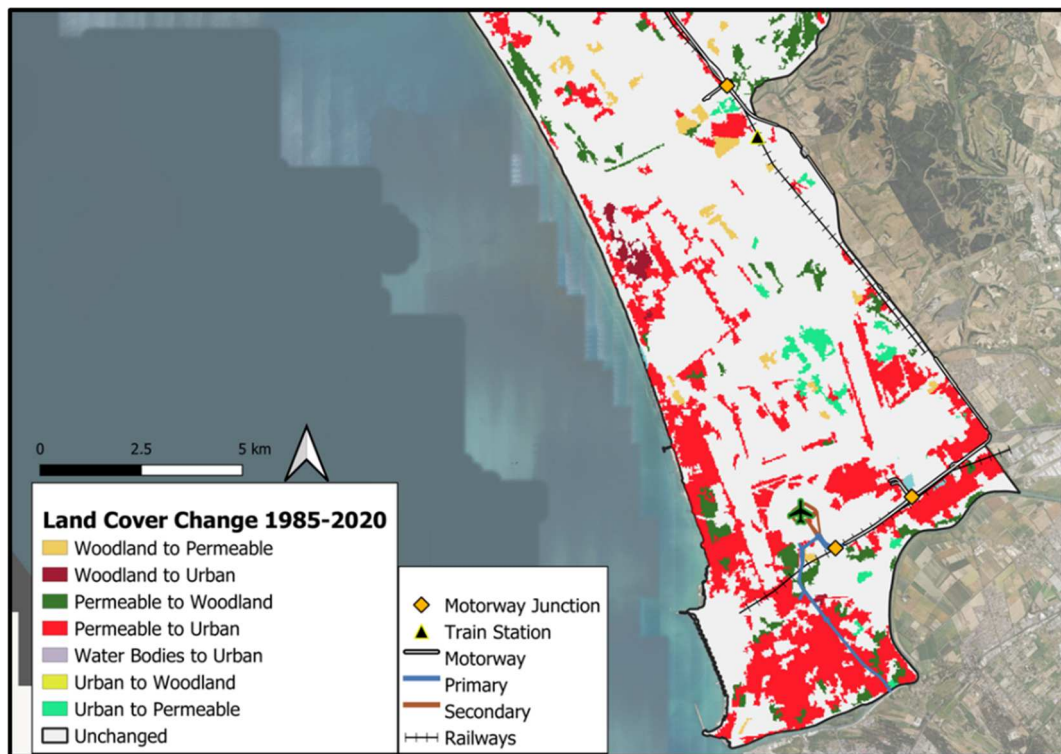 0 2.5 5 km
Land Cover Change 1985-2020
Woodland to Permeable
Woodland to Urban
Permeable to Woodland
Permeable to Urban
Water Bodies to Urban
Urban to Woodland
Urban to Permeable
Unchanged
Motorway Junction
Train Station
Motorway
Primary
Secondary
Railways